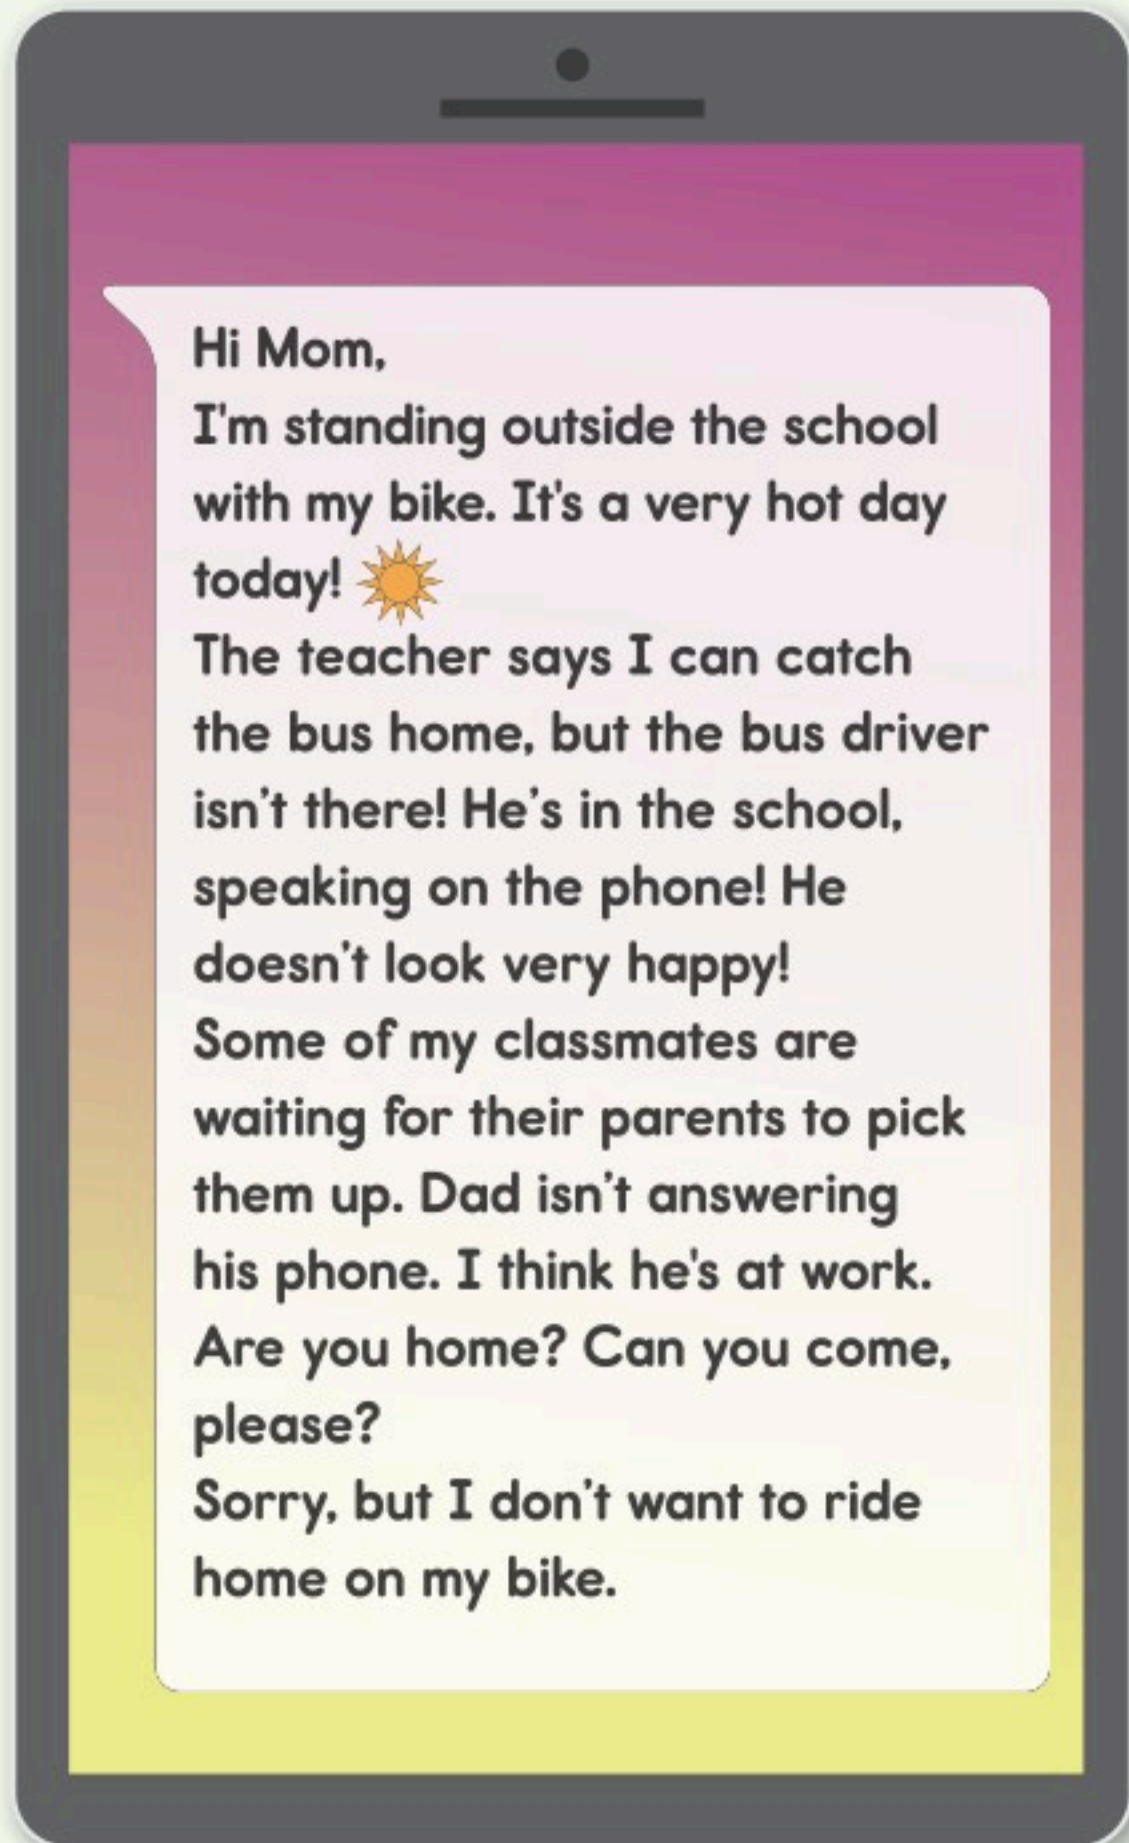 Hi Mom,
I'm standing outside the school
with my bike. It's a very hot day
today!
The teacher says I can catch
the bus home, but the bus driver
isn't there! He's in the school,
speaking on the phone! He
doesn't look very happy!
Some of my classmates are
waiting for their parents to pick
them up. Dad isn't answering
his phone. I think he's at work.
Are you home? Can you come,
please?
Sorry, but I don't want to ride
home on my bike.